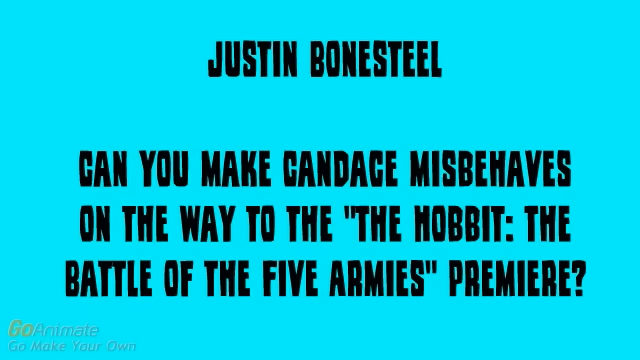 JUSTIN BONESTEEL
CAN YOU MAKE CANDACE MISBEHAVES
ON THE WAY TO THE "THE HOBBIT: THE
BATTLE OF THE FIVE ARMIES" PREMIERE?
GoAnimate
Go Make Your Own